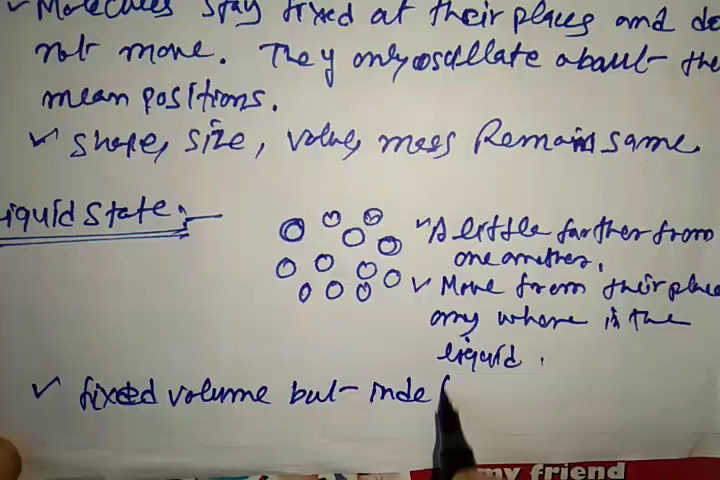 ✓ Molecules stay fixed at their places and do
not move. They only oscillate about the
mean positions.
✓ shape, size, volume, mass Remain same.
iquid State:-
✓ A little farther from
one another.
✓ Move from their place
any where in the
liquid.
✓ fixed volume but inde
my friend